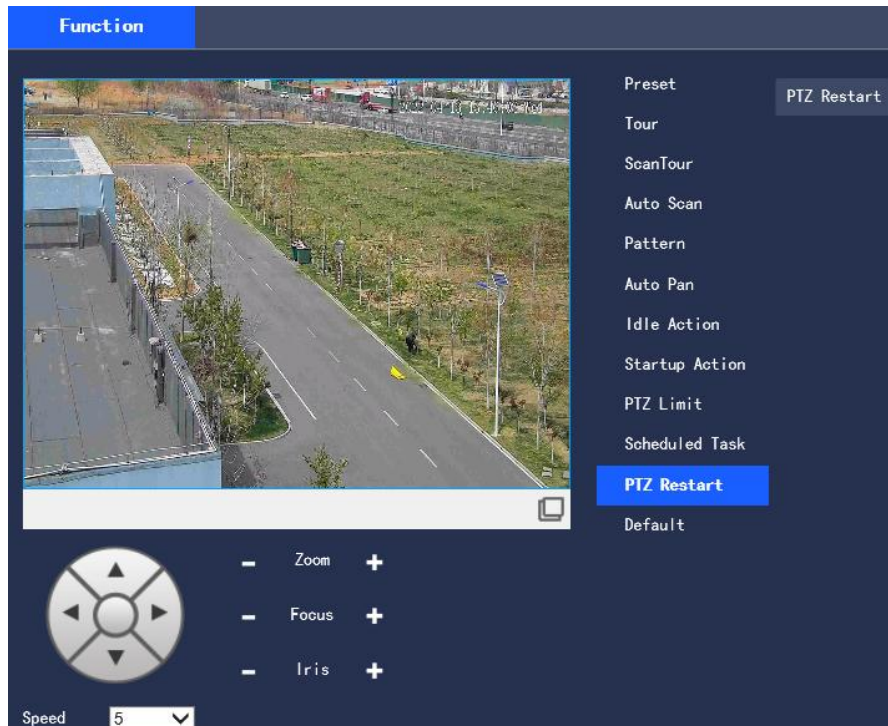 Function
Preset
Tour
ScanTour
Auto Scan
Pattern
Auto Pan
Idle Action
Startup Action
PTZ Limit
Scheduled Task
PTZ Restart
Default
PTZ Restart
- Zoom +
- Focus +
- Iris +
Speed 5